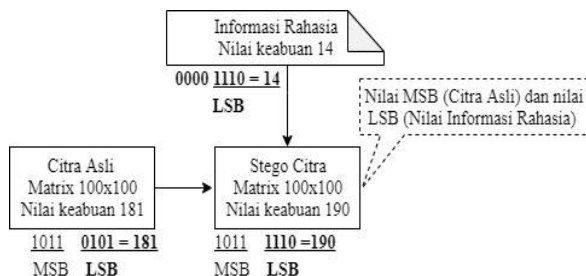 Informasi Rahasia
Nilai keabuan 14
0000 1110 = 14
LSB
Nilai MSB (Citra Asli) dan nilai
LSB (Nilai Informasi Rahasia)
Citra Asli
Matrix 100x100
Nilai keabuan 181
1011 0101 = 181
MSB LSB
Stego Citra
Matrix 100x100
Nilai keabuan 190
1011 1110 =190
MSB LSB